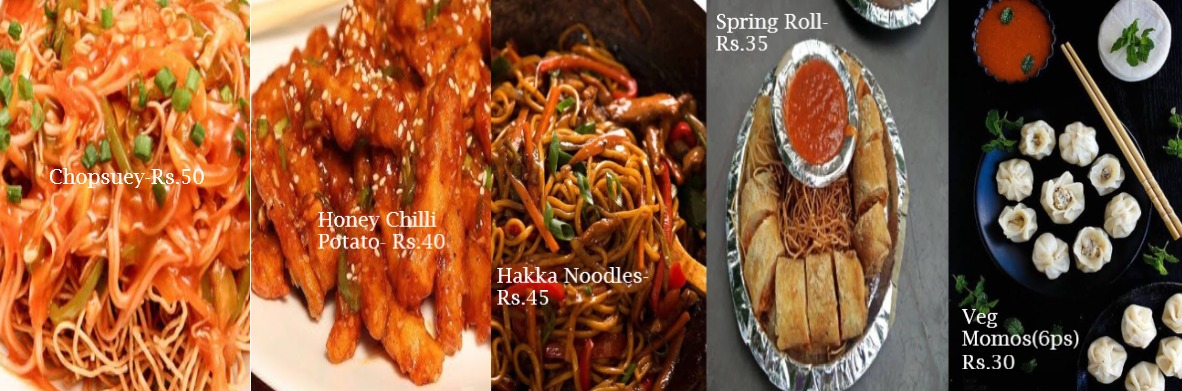 Chopsuey-Rs.50
Honey Chilli
Potato- Rs.40
Hakka Noodles-
Rs.45
Spring Roll-
Rs.35
Veg
Momos(6ps)
Rs.30